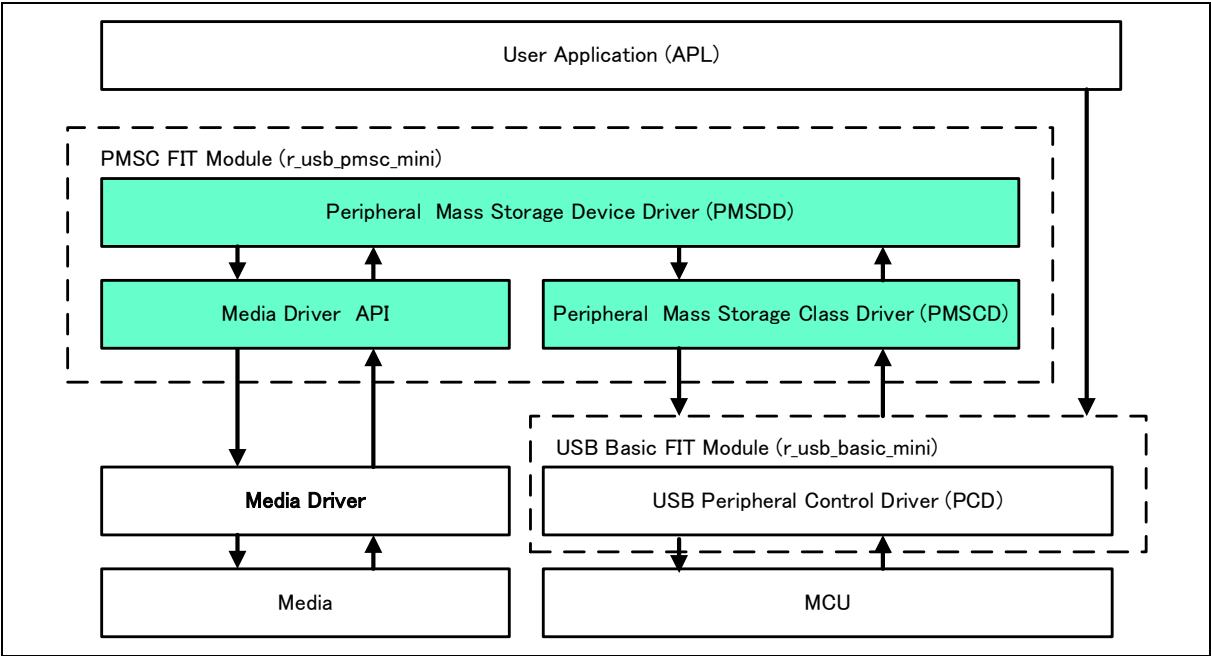 User Application (APL)
PMSC FIT Module (r_usb_pmsc_mini)
Peripheral Mass Storage Device Driver (PMSDD)
Media Driver API
Peripheral Mass Storage Class Driver (PMSCD)
USB Basic FIT Module (r_usb_basic_mini)
Media Driver
USB Peripheral Control Driver (PCD)
Media
MCU